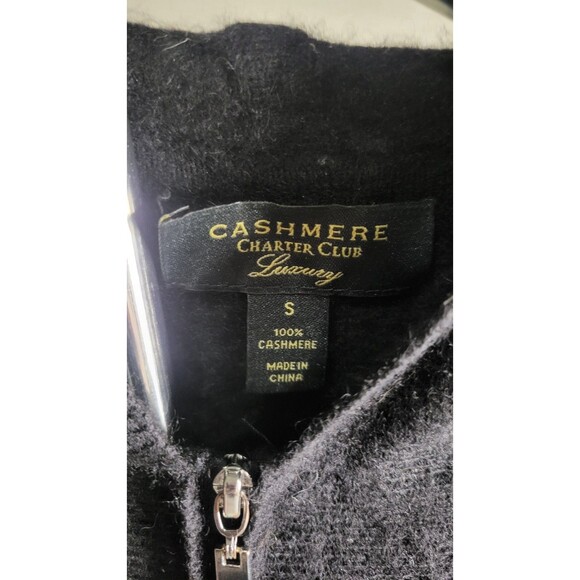 CASHMERE
CHARTER CLUB
Luxury
S
100%
CASHMERE
MADE IN
CHINA